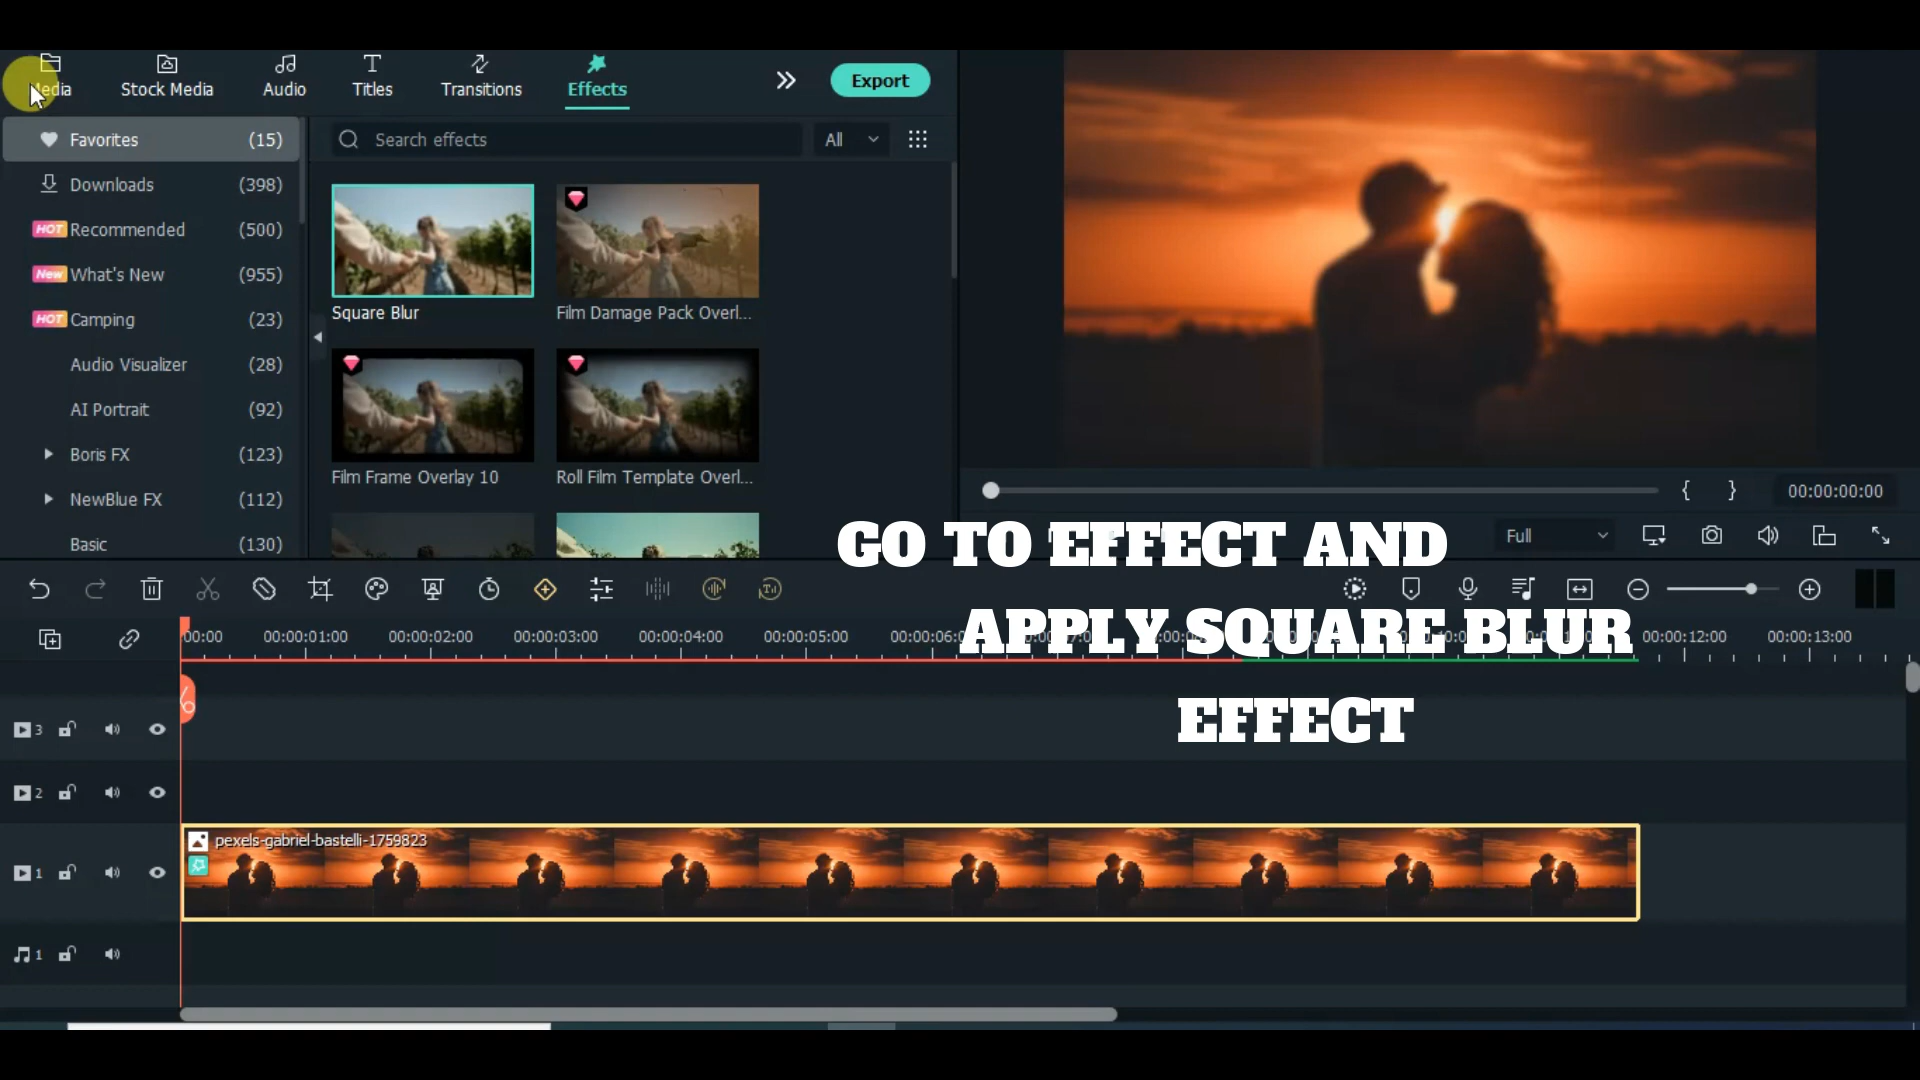 Media
Stock Media
Audio
Titles
Transitions
Effects
Export
Favorites (15)
Search effects
All
Downloads (398)
HOT Recommended (500)
New What's New (955)
HOT Camping (23)
Audio Visualizer (28)
AI Portrait (92)
Boris FX (123)
NewBlue FX (112)
Basic (130)
Square Blur
Film Damage Pack Overl...
Film Frame Overlay 10
Roll Film Template Overl...
{ } 00:00:00:00
Full
GO TO EFFECT AND
APPLY SQUARE BLUR
EFFECT
00:00 00:00:01:00 00:00:02:00 00:00:03:00 00:00:04:00 00:00:05:00 00:00:12:00 00:00:13:00
3
2
pexels-gabriel-bastelli-1759823
1
1